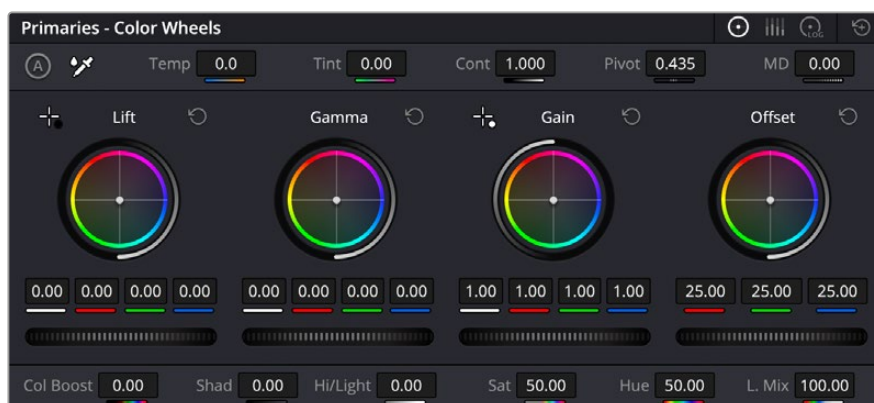 Primaries - Color Wheels
LOG
A
Temp 0.0 Tint 0.00 Cont 1.000 Pivot 0.435 MD 0.00
Lift Gamma Gain Offset
0.00 0.00 0.00 0.00 0.00 0.00 0.00 0.00 1.00 1.00 1.00 1.00 25.00 25.00 25.00
Col Boost 0.00 Shad 0.00 Hi/Light 0.00 Sat 50.00 Hue 50.00 L. Mix 100.00